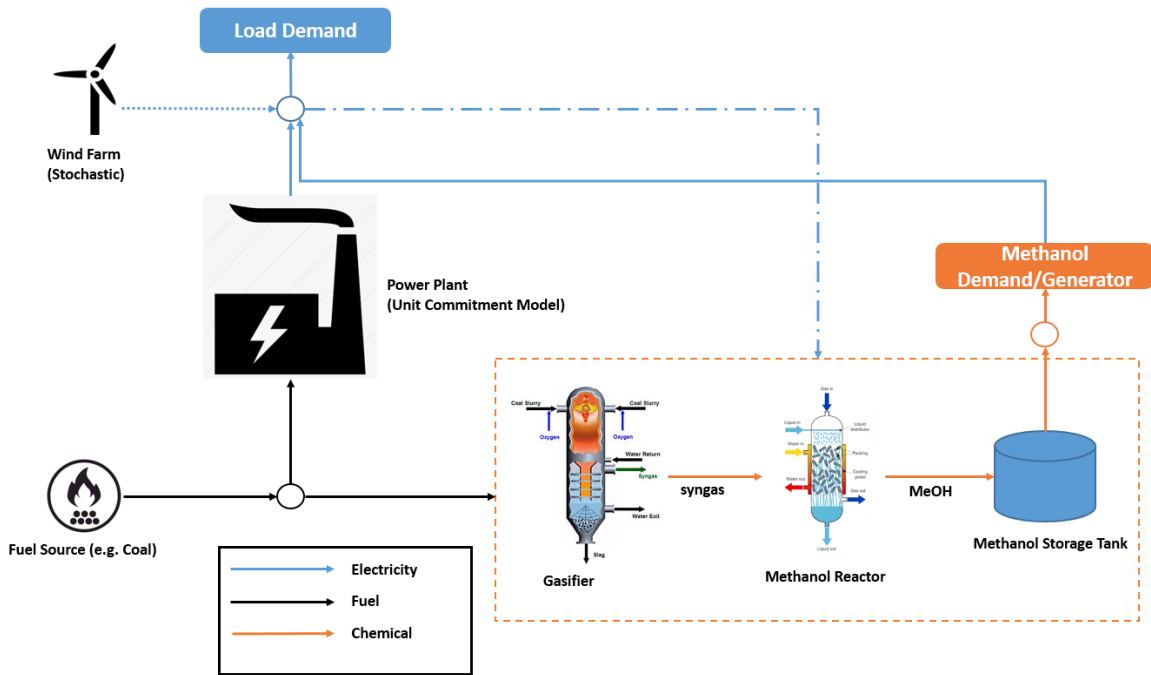 Load Demand
Wind Farm
(Stochastic)
Power Plant
(Unit Commitment Model)
Methanol
Demand/Generator
Fuel Source (e.g. Coal)
Coal Slurry
Coal Slurry
Oxygen
Oxygen
Water Return
Syngas
Water Exit
Slag
Gasifier
syngas
Gas in
Liquid in
Liquid
distributor
Water in
Packing
Cooling
jacket
Water out
Gas out
Liquid out
Methanol Reactor
MeOH
Methanol Storage Tank
Electricity
Fuel
Chemical